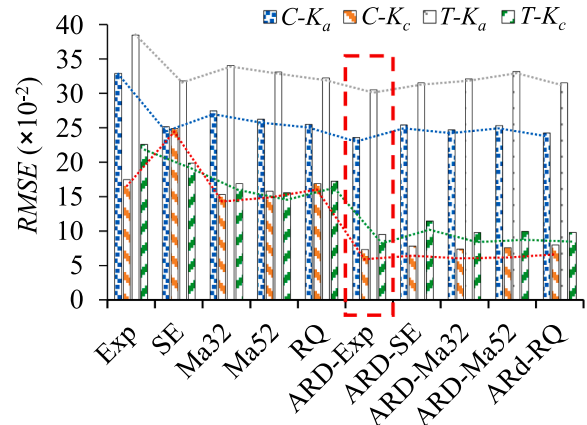 C-Ka C-Kc T-Ka T-Kc
RMSE (×10-2)
40
35
30
25
20
15
10
5
0
Exp
SE
Ma32
Ma52
RQ
ARD-Exp
ARD-SE
ARD-Ma32
ARD-Ma52
ARd-RQ